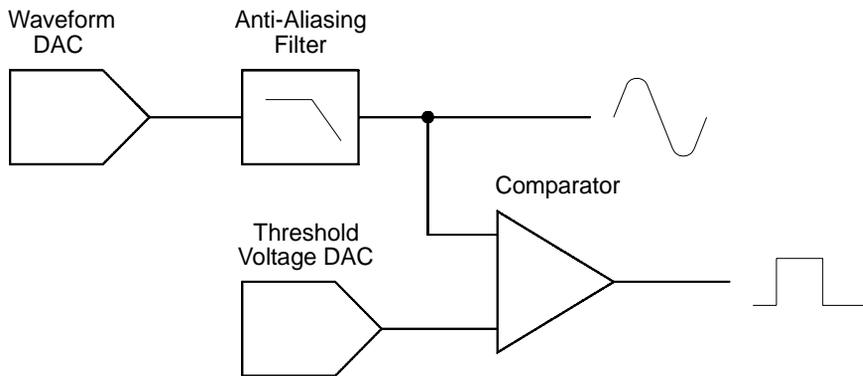 Waveform
DAC
Anti-Aliasing
Filter
Comparator
Threshold
Voltage DAC